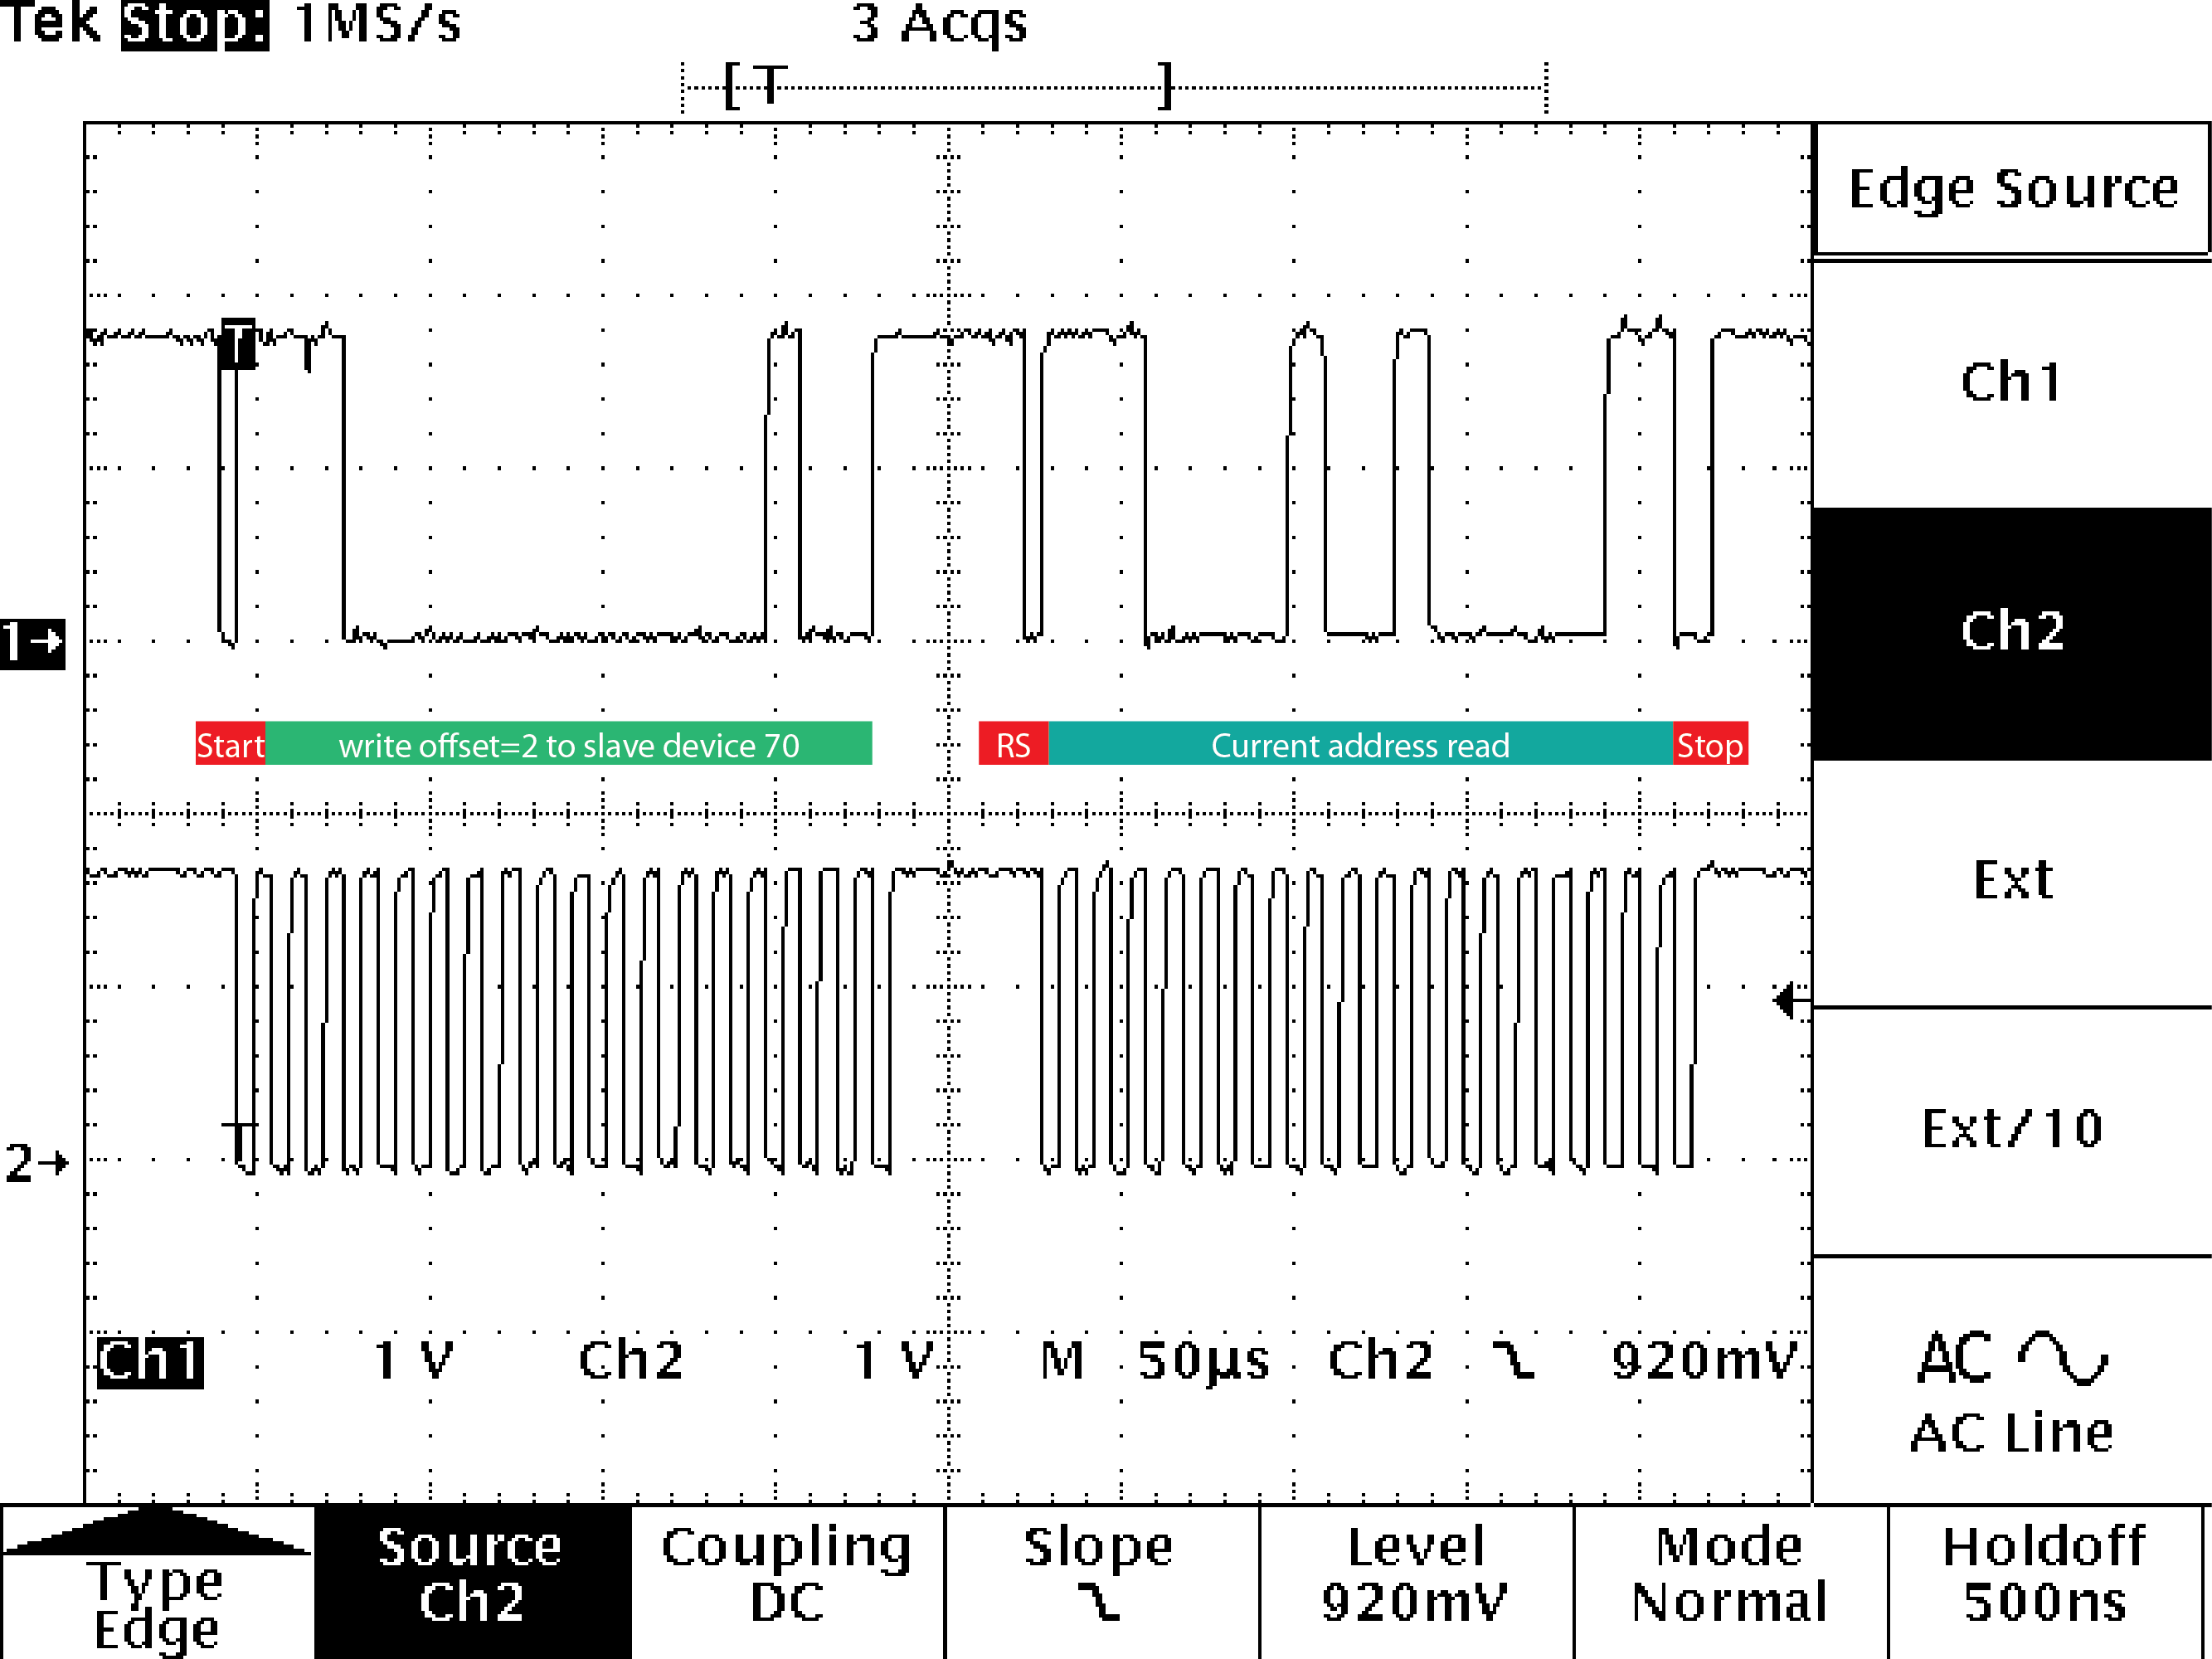 Tek Stop: 1MS/s 3 Acqs
[ T ]
Edge Source
T
Ch1
1→
Ch2
Start write offset=2 to slave device 70 RS Current address read Stop
Ext
Ext/10
2→
Ch1 1 V Ch2 1 V M 50µs Ch2 920mV
AC
AC Line
Type
Edge
Source
Ch2
Coupling
DC
Slope
Level
920mV
Mode
Normal
Holdoff
500ns